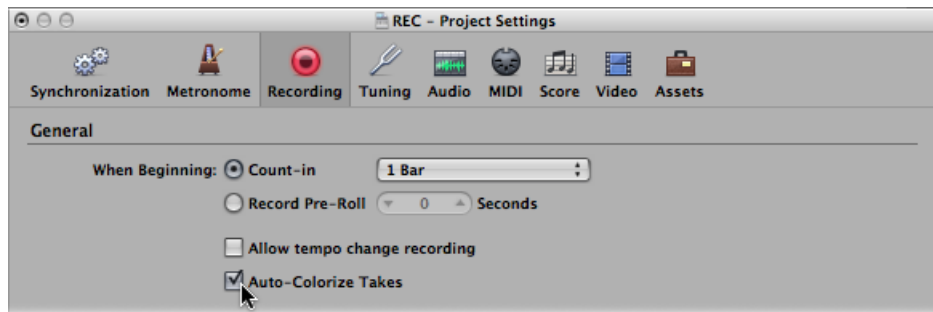 REC – Project Settings
Synchronization Metronome Recording Tuning Audio MIDI Score Video Assets
General
When Beginning: Count-in 1 Bar
Record Pre-Roll 0 Seconds
Allow tempo change recording
Auto-Colorize Takes